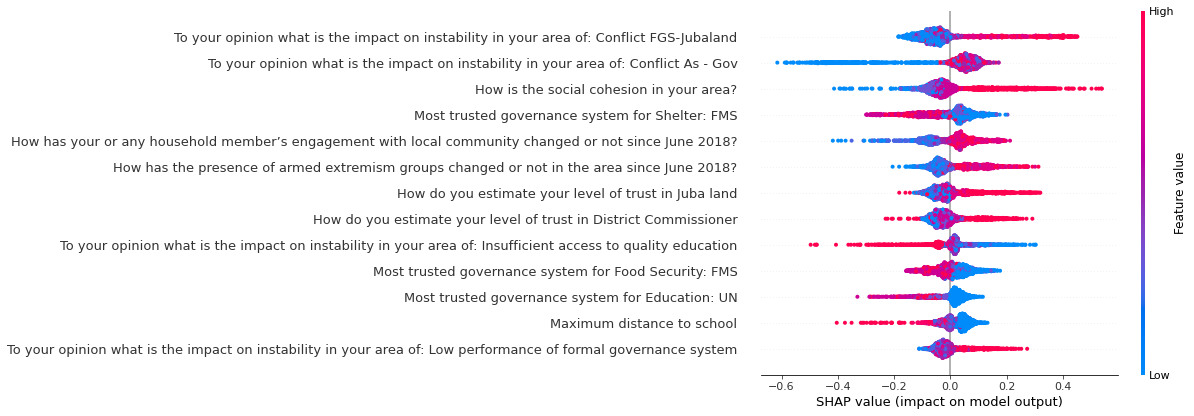 High
To your opinion what is the impact on instability in your area of: Conflict FGS-Jubaland
To your opinion what is the impact on instability in your area of: Conflict As - Gov
How is the social cohesion in your area?
Most trusted governance system for Shelter: FMS
How has your or any household member’s engagement with local community changed or not since June 2018?
How has the presence of armed extremism groups changed or not in the area since June 2018?
How do you estimate your level of trust in Juba land
How do you estimate your level of trust in District Commissioner
To your opinion what is the impact on instability in your area of: Insufficient access to quality education
Most trusted governance system for Food Security: FMS
Most trusted governance system for Education: UN
Maximum distance to school
To your opinion what is the impact on instability in your area of: Low performance of formal governance system
Feature value
Low
−0.6 −0.4 −0.2 0.0 0.2 0.4
SHAP value (impact on model output)